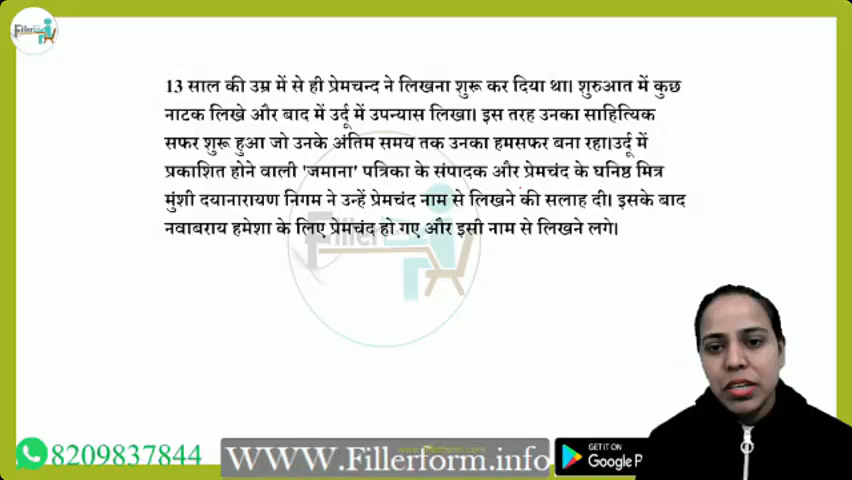 Fillerform
13 साल की उम्र में से ही प्रेमचन्द ने लिखना शुरू कर दिया था। शुरुआत में कुछ
नाटक लिखे और बाद में उर्दू में उपन्यास लिखा। इस तरह उनका साहित्यिक
सफर शुरू हुआ जो उनके अंतिम समय तक उनका हमसफर बना रहा।उर्दू में
प्रकाशित होने वाली 'जमाना' पत्रिका के संपादक और प्रेमचंद के घनिष्ठ मित्र
मुंशी दयानारायण निगम ने उन्हें प्रेमचंद नाम से लिखने की सलाह दी। इसके बाद
नवाबराय हमेशा के लिए प्रेमचंद हो गए और इसी नाम से लिखने लगे।
8209837844
WWW.Fillerform.info
GET IT ON
Google P